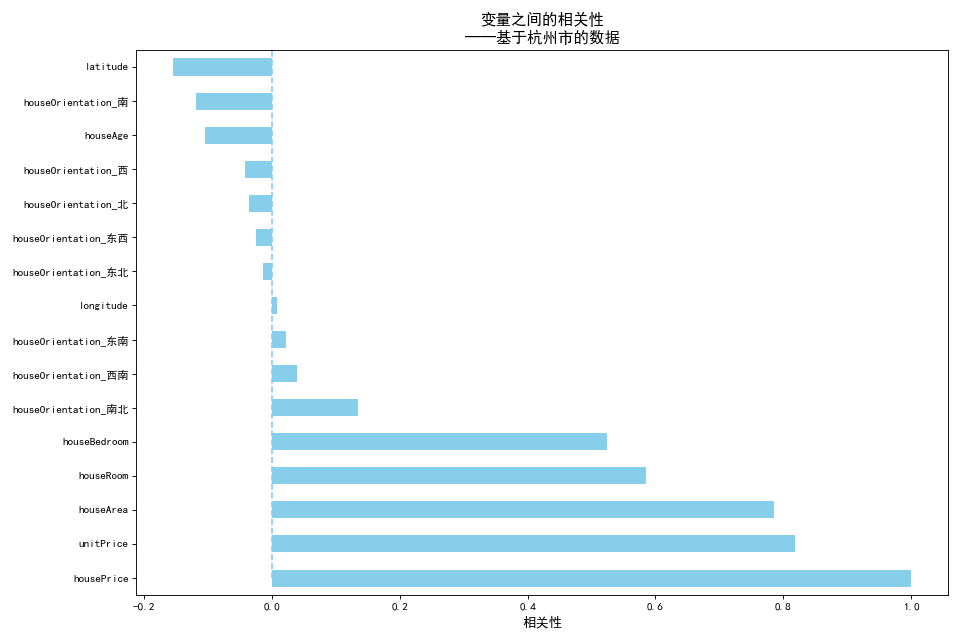 变量之间的相关性
——基于杭州市的数据
latitude
houseOrientation_南
houseAge
houseOrientation_西
houseOrientation_北
houseOrientation_东西
houseOrientation_东北
longitude
houseOrientation_东南
houseOrientation_西南
houseOrientation_南北
houseBedroom
houseRoom
houseArea
unitPrice
housePrice
-0.2 0.0 0.2 0.4 0.6 0.8 1.0
相关性